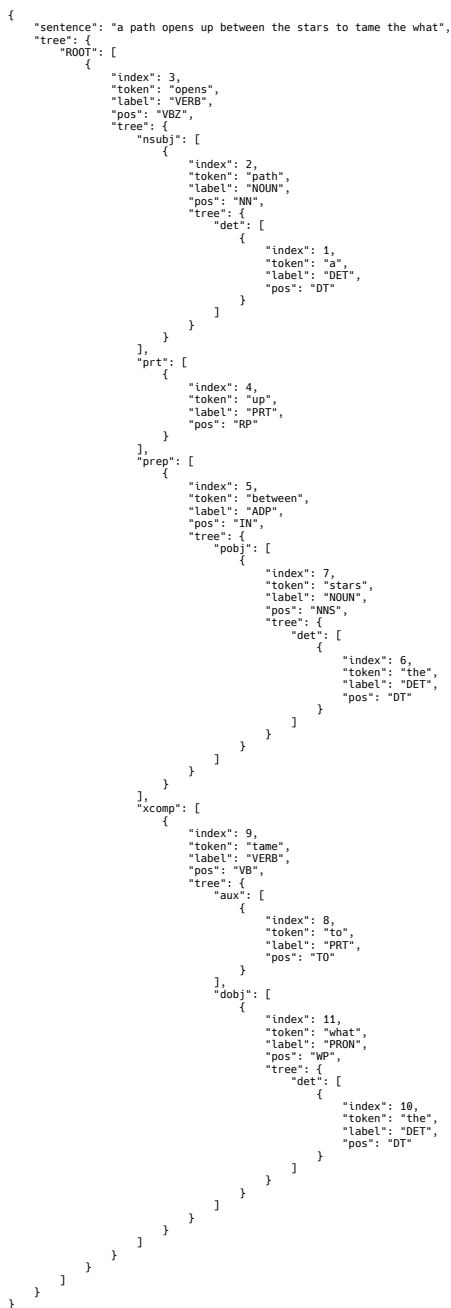 {
    "sentence": "a path opens up between the stars to tame the what",
    "tree": {
        "ROOT": [
            {
                "index": 3,
                "token": "opens",
                "label": "VERB",
                "pos": "VBZ",
                "tree": {
                    "nsubj": [
                        {
                            "index": 2,
                            "token": "path",
                            "label": "NOUN",
                            "pos": "NN",
                            "tree": {
                                "det": [
                                    {
                                        "index": 1,
                                        "token": "a",
                                        "label": "DET",
                                        "pos": "DT"
                                    }
                                ]
                            }
                        }
                    ],
                    "prt": [
                        {
                            "index": 4,
                            "token": "up",
                            "label": "PRT",
                            "pos": "RP"
                        }
                    ],
                    "prep": [
                        {
                            "index": 5,
                            "token": "between",
                            "label": "ADP",
                            "pos": "IN",
                            "tree": {
                                "pobj": [
                                    {
                                        "index": 7,
                                        "token": "stars",
                                        "label": "NOUN",
                                        "pos": "NNS",
                                        "tree": {
                                            "det": [
                                                {
                                                    "index": 6,
                                                    "token": "the",
                                                    "label": "DET",
                                                    "pos": "DT"
                                                }
                                            ]
                                        }
                                    }
                                ]
                            }
                        }
                    ],
                    "xcomp": [
                        {
                            "index": 9,
                            "token": "tame",
                            "label": "VERB",
                            "pos": "VB",
                            "tree": {
                                "aux": [
                                    {
                                        "index": 8,
                                        "token": "to",
                                        "label": "PRT",
                                        "pos": "TO"
                                    }
                                ],
                                "dobj": [
                                    {
                                        "index": 11,
                                        "token": "what",
                                        "label": "PRON",
                                        "pos": "WP",
                                        "tree": {
                                            "det": [
                                                {
                                                    "index": 10,
                                                    "token": "the",
                                                    "label": "DET",
                                                    "pos": "DT"
                                                }
                                            ]
                                        }
                                    }
                                ]
                            }
                        }
                    ]
                }
            }
        ]
    }
}